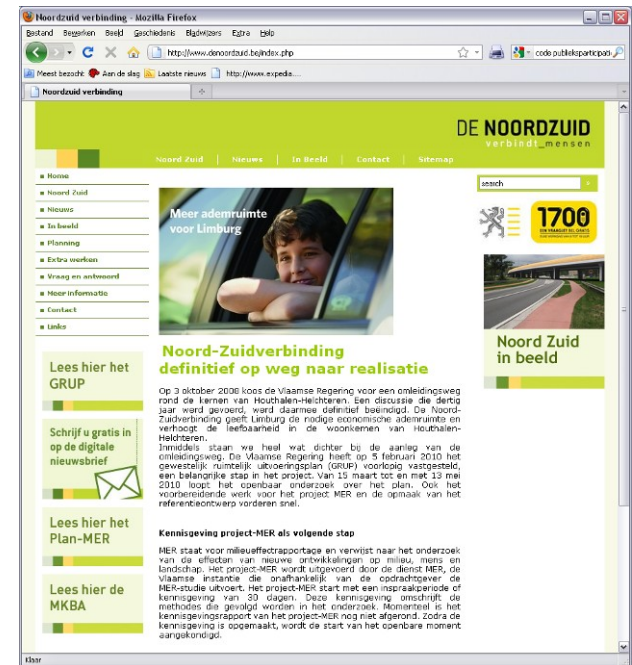 Noordzuid verbinding - Mozilla Firefox
Bestand Bewerken Beeld Geschiedenis Bladwijzers Extra Help
http://www.denoordzuid.be/index.php
code publieksparticipati
Meest bezocht Aan de slag Laatste nieuws http://www.expedia....
Noordzuid verbinding
DE NOORDZUID
verbindt_mensen
Noord Zuid | Nieuws | In Beeld | Contact | Sitemap
Home
Noord Zuid
Nieuws
In beeld
Planning
Extra werken
Vraag en antwoord
Meer informatie
Contact
Links
Lees hier het
GRUP
Schrijf u gratis in
op de digitale
nieuwsbrief
Lees hier het
Plan-MER
Lees hier de
MKBA
Meer ademruimte
voor Limburg
Noord-Zuidverbinding
definitief op weg naar realisatie
Op 3 oktober 2008 koos de Vlaamse Regering voor een omleidingsweg
rond de kernen van Houthalen-Helchteren. Een discussie die dertig
jaar werd gevoerd, werd daarmee definitief beëindigd. De Noord-
Zuidverbinding geeft Limburg de nodige economische ademruimte en
verhoogt de leefbaarheid in de woonkernen van Houthalen-
Helchteren.
Inmiddels staan we heel wat dichter bij de aanleg van de
omleidingsweg. De Vlaamse Regering heeft op 5 februari 2010 het
gewestelijk ruimtelijk uitvoeringsplan (GRUP) voorlopig vastgesteld,
een belangrijke stap in het project. Van 15 maart tot en met 13 mei
2010 loopt het openbaar onderzoek over het plan. Ook het
voorbereidende werk voor het project MER en de opmaak van het
referentieontwerp vorderen snel.
Kennisgeving project-MER als volgende stap
MER staat voor milieueffectrapportage en verwijst naar het onderzoek
van de effecten van nieuwe ontwikkelingen op milieu, mens en
landschap. Het project-MER wordt uitgevoerd door de dienst MER, de
Vlaamse instantie die onafhankelijk van de opdrachtgever de
MER-studie uitvoert. Het project-MER start met een inspraakperiode of
kennisgeving van 30 dagen. Deze kennisgeving omschrijft de
methodes die gevolgd worden in het onderzoek. Momenteel is het
kennisgevingsrapport van het project-MER nog niet afgerond. Zodra de
kennisgeving is opgemaakt, wordt de start van het openbare moment
aangekondigd.
search
1700
Noord Zuid
in beeld
Klaar